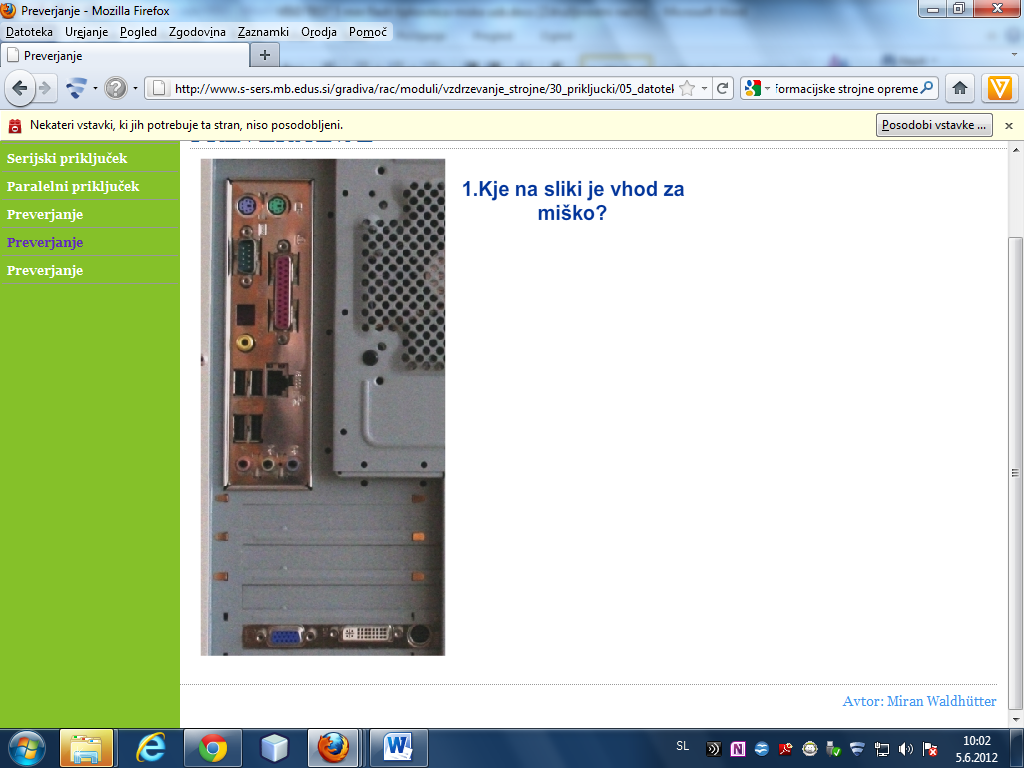 Preverjanje - Mozilla Firefox
Datoteka Urejanje Pogled Zgodovina Zaznamki Orodja Pomoč
Preverjanje
http://www.s-sers.mb.edus.si/gradiva/rac/moduli/vzdrzevanje_strojne/30_prikljucki/05_datotek
formacijske strojne opreme
Nekateri vstavki, ki jih potrebuje ta stran, niso posodobljeni.
Posodobi vstavke ...
Serijski priključek
Paralelni priključek
Preverjanje
Preverjanje
Preverjanje
1.Kje na sliki je vhod za
miško?
Avtor: Miran Waldhütter
SL
10:02
5.6.2012